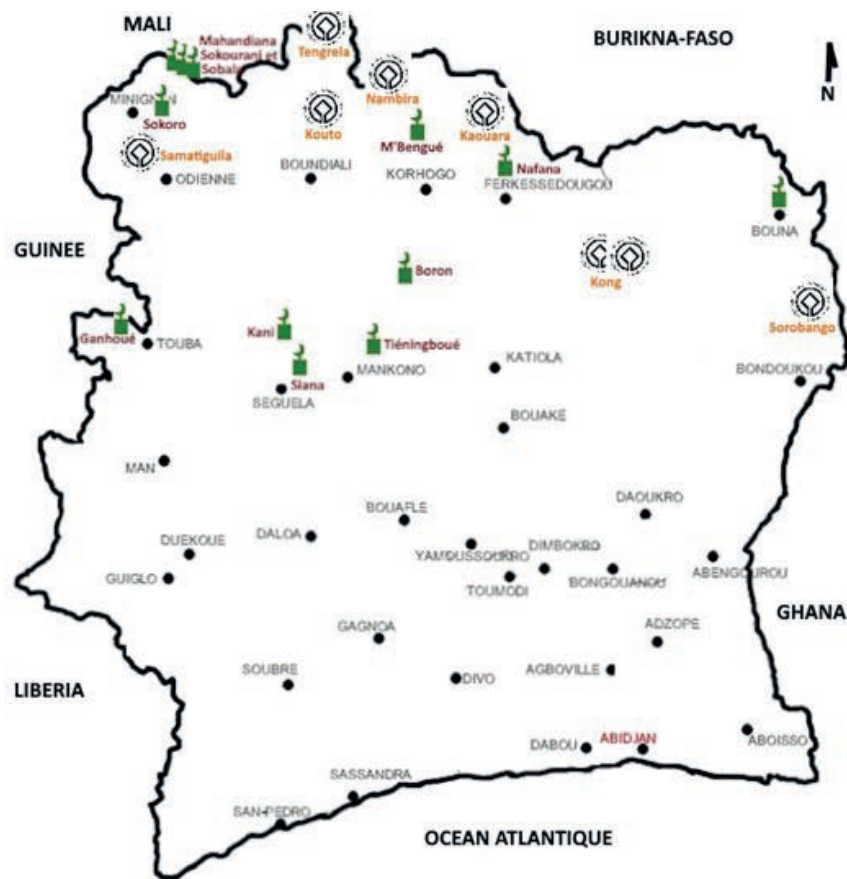 MALI
BURIKNA-FASO
Mahandiana
Sokourani et
Sobala
Tengrela
N
Nambira
MINIGNAN
Sokoro
Kouto
Kaouara
M'Bengué
Samatiguila
ODIENNE
BOUNDIALI
KORHOGO
Nafana
FERKESSEDOUGOU
BOUNA
GUINEE
Boron
Kong
Sorobango
Ganhoué
TOUBA
Kani
Tiéningboué
Siana
MANKONO
KATIOLA
BONDOUKOU
SEGUELA
BOUAKE
MAN
DAOUKRO
BOUAFLE
DALOA
DUEKOUE
YAMOUSSOUKRO
DIMBOKRO
GUIGLO
TOUMODI
BONGOUANOU
ABENGOUROU
GHANA
GAGNOA
ADZOPE
SOUBRE
DIVO
AGBOVILLE
LIBERIA
DABOU
ABIDJAN
ABOISSO
SASSANDRA
SAN-PEDRO
OCEAN ATLANTIQUE